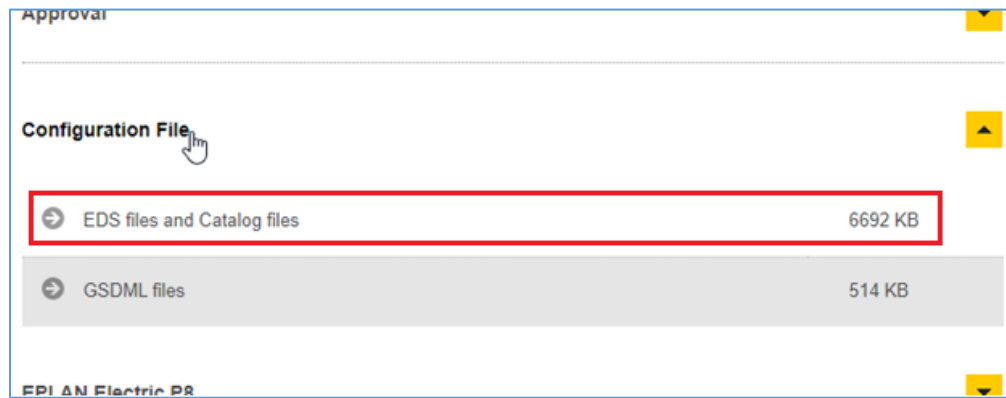 Approval
Configuration File
EDS files and Catalog files 6692 KB
GSDML files 514 KB
EPLAN Electric P8